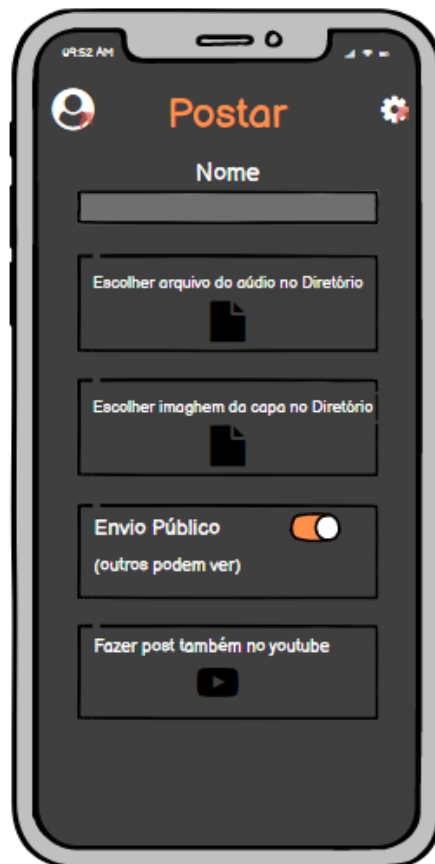 09:52 AM
Postar
Nome
Escolher arquivo do aúdio no Diretório
Escolher imaghem da capa no Diretório
Envio Público
(outros podem ver)
Fazer post também no youtube